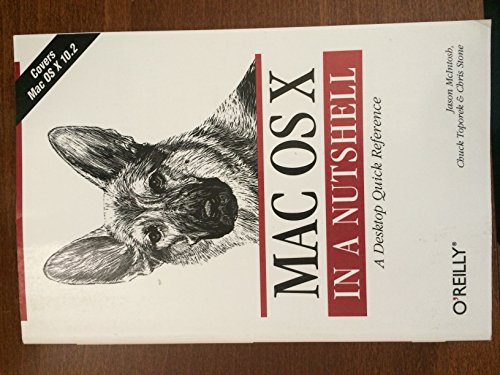 Covers
Mac OS X 10.2
MAC OS X
IN A NUTSHELL
A Desktop Quick Reference
Jason McIntosh,
Chuck Toporek & Chris Stone
O'REILLY®